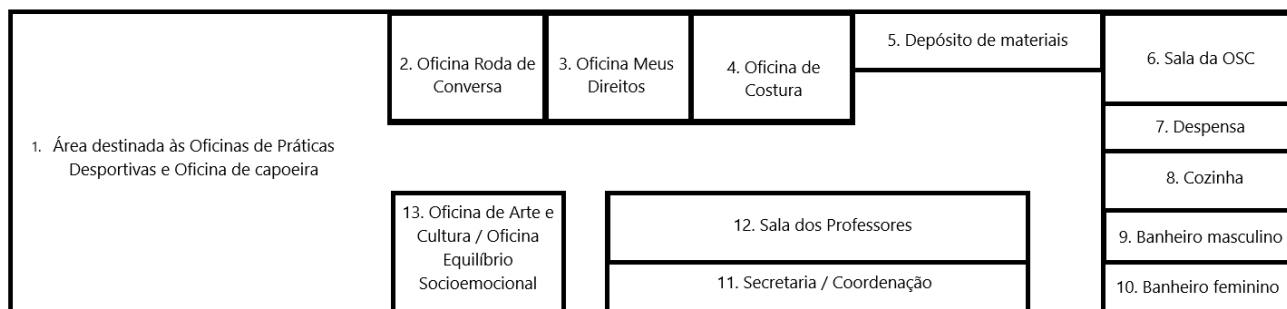 1. Área destinada às Oficinas de Práticas
Desportivas e Oficina de capoeira
2. Oficina Roda de
Conversa
3. Oficina Meus
Direitos
4. Oficina de
Costura
5. Depósito de materiais
6. Sala da OSC
7. Despensa
8. Cozinha
9. Banheiro masculino
10. Banheiro feminino
11. Secretaria / Coordenação
12. Sala dos Professores
13. Oficina de Arte e
Cultura / Oficina
Equilíbrio
Socioemocional